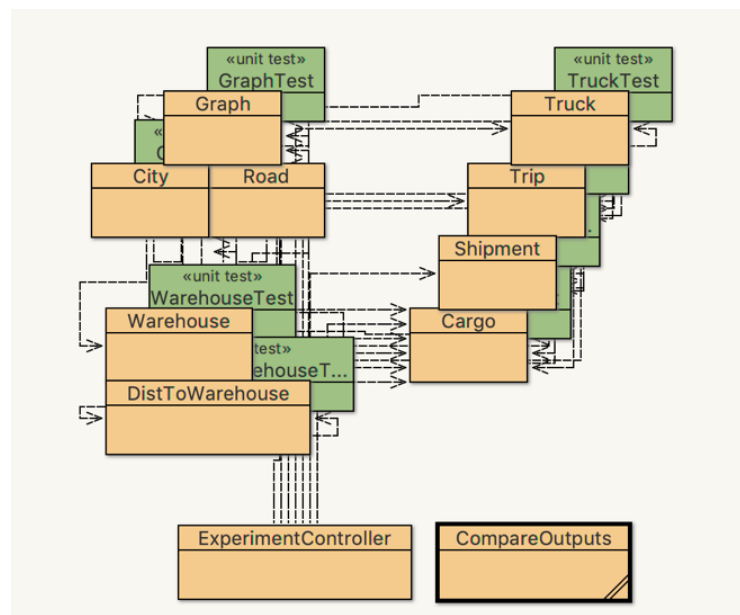 «unit test»
GraphTest
«unit test»
TruckTest
Graph
Truck
City
Road
Trip
Shipment
«unit test»
WarehouseTest
Warehouse
Cargo
test»
ehouseT...
DistToWarehouse
ExperimentController
CompareOutputs